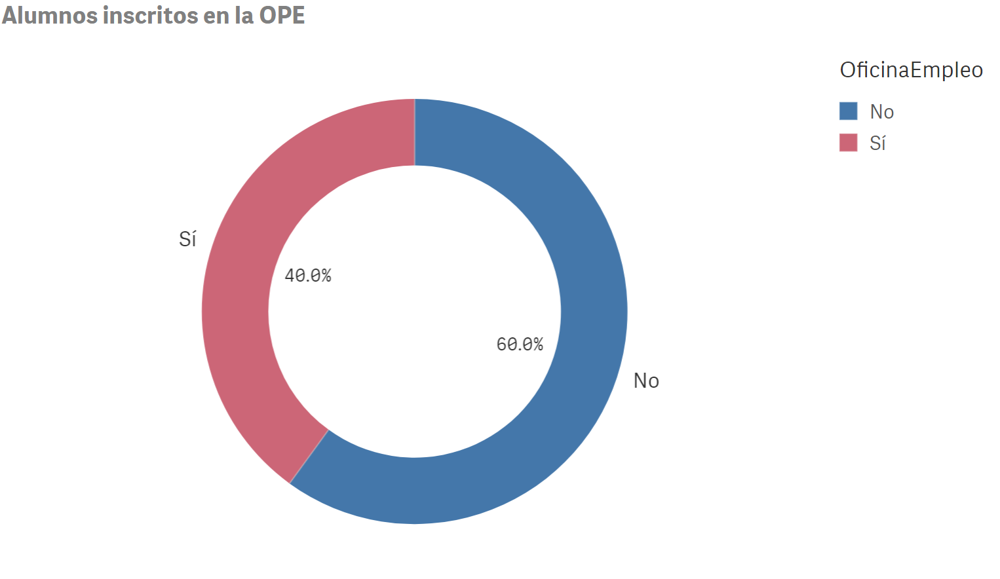 Alumnos inscritos en la OPE
OficinaEmpleo
No
Sí
Sí
40.0%
60.0%
No